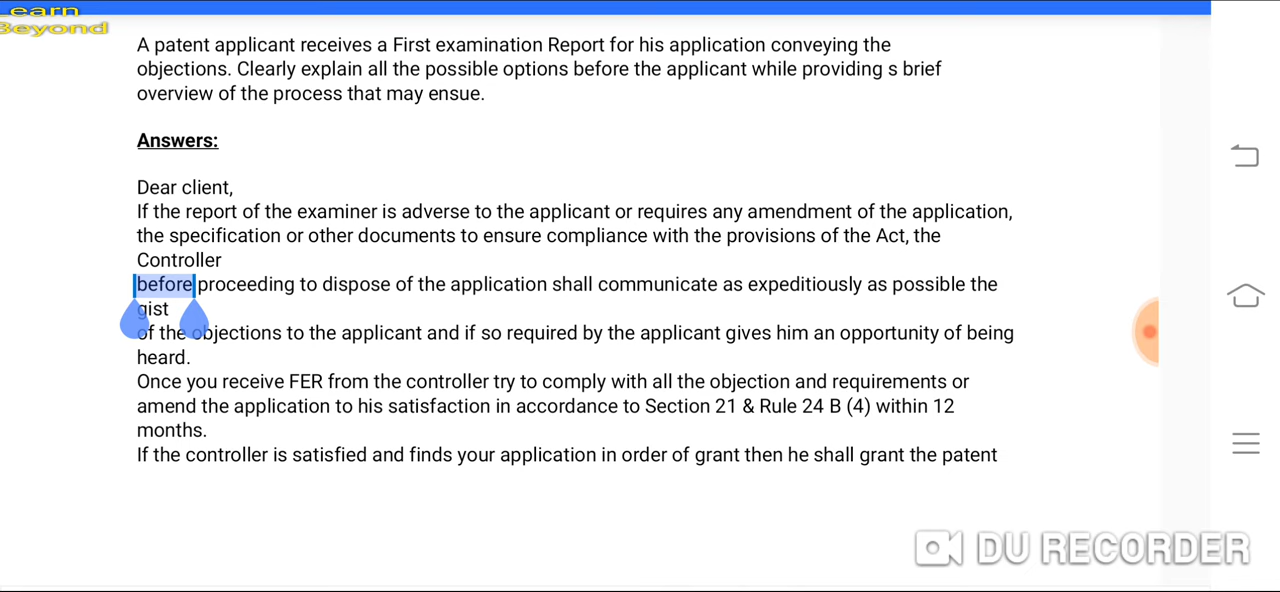 Learn
Beyond
A patent applicant receives a First examination Report for his application conveying the
objections. Clearly explain all the possible options before the applicant while providing s brief
overview of the process that may ensue.
Answers:
Dear client,
If the report of the examiner is adverse to the applicant or requires any amendment of the application,
the specification or other documents to ensure compliance with the provisions of the Act, the
Controller
before proceeding to dispose of the application shall communicate as expeditiously as possible the
gist
of the objections to the applicant and if so required by the applicant gives him an opportunity of being
heard.
Once you receive FER from the controller try to comply with all the objection and requirements or
amend the application to his satisfaction in accordance to Section 21 & Rule 24 B (4) within 12
months.
If the controller is satisfied and finds your application in order of grant then he shall grant the patent
DU RECORDER